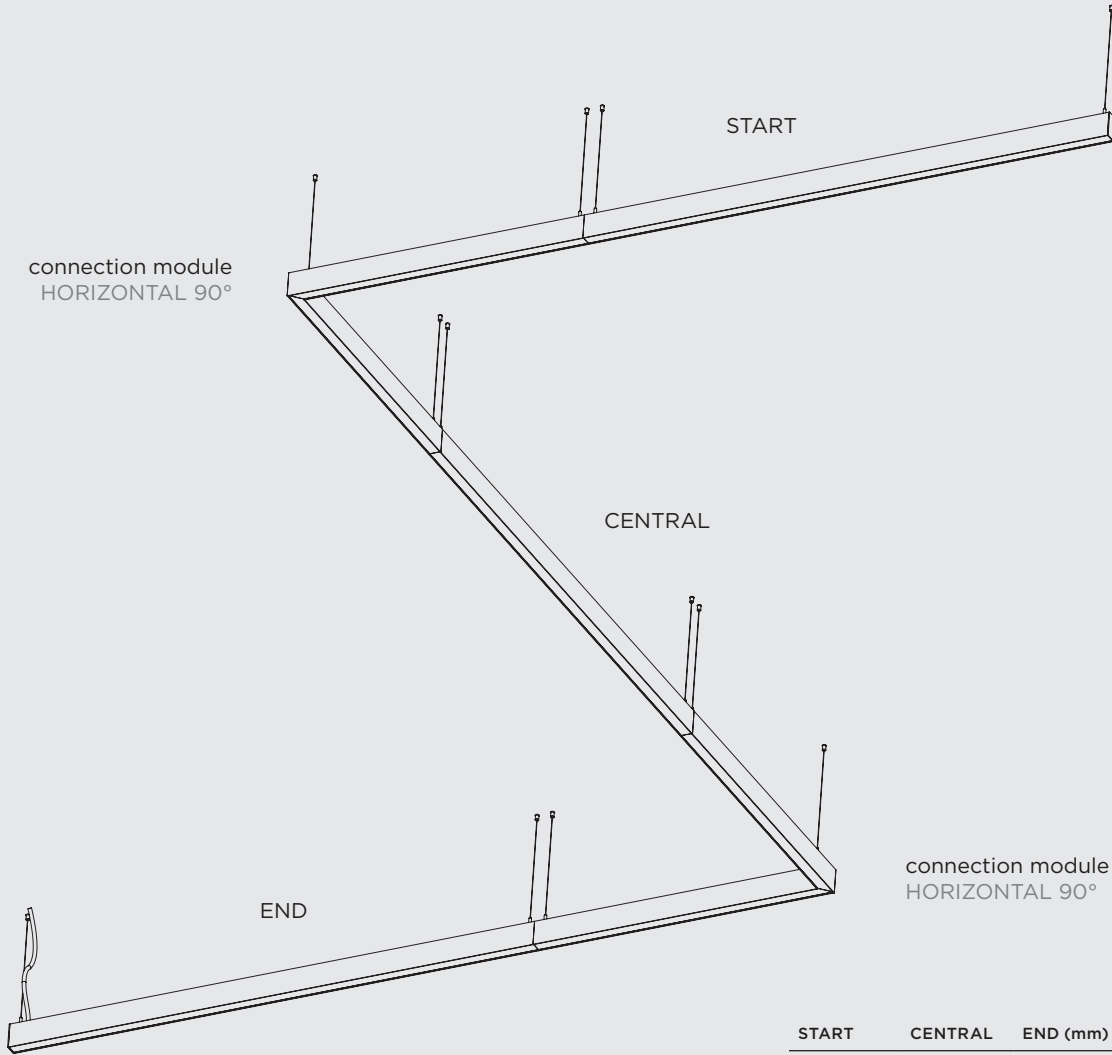 START
connection module
HORIZONTAL 90°
CENTRAL
connection module
HORIZONTAL 90°
END
START CENTRAL END (mm)